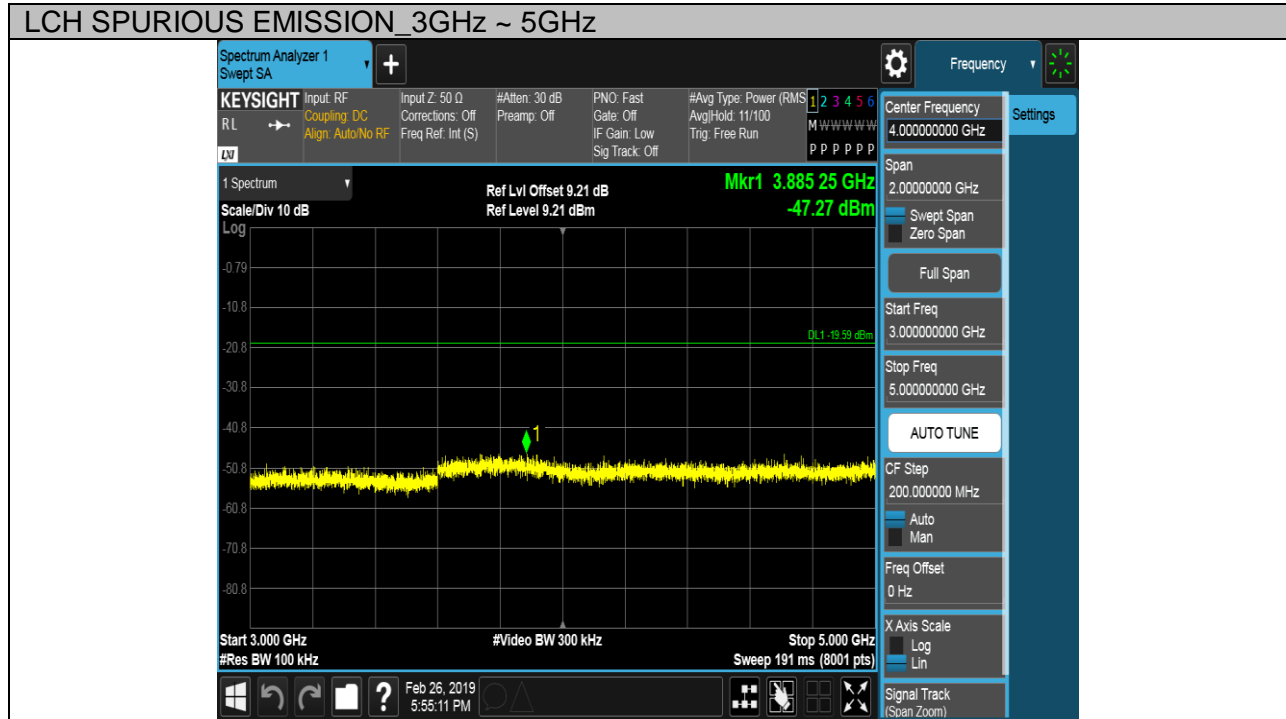 LCH SPURIOUS EMISSION_3GHz ~ 5GHz
Spectrum Analyzer 1
Swept SA
Frequency
KEYSIGHT
RL
LXI
Input: RF
Coupling: DC
Align: Auto/No RF
Input Z: 50 Ω
Corrections: Off
Freq Ref: Int (S)
#Atten: 30 dB
Preamp: Off
PNO: Fast
Gate: Off
IF Gain: Low
Sig Track: Off
#Avg Type: Power (RMS
Avg|Hold: 11/100
Trig: Free Run
1 2 3 4 5 6
M W W W W W
P P P P P P
1 Spectrum
Scale/Div 10 dB
Log
Ref Lvl Offset 9.21 dB
Ref Level 9.21 dBm
Mkr1 3.885 25 GHz
-47.27 dBm
-0.79
-10.8
DL1 -19.59 dBm
-20.8
-30.8
-40.8
1
-50.8
-60.8
-70.8
-80.8
Start 3.000 GHz
#Res BW 100 kHz
#Video BW 300 kHz
Stop 5.000 GHz
Sweep 191 ms (8001 pts)
Center Frequency
4.000000000 GHz
Settings
Span
2.00000000 GHz
Swept Span
Zero Span
Full Span
Start Freq
3.000000000 GHz
Stop Freq
5.000000000 GHz
AUTO TUNE
CF Step
200.000000 MHz
Auto
Man
Freq Offset
0 Hz
X Axis Scale
Log
Lin
Signal Track
(Span Zoom)
?
Feb 26, 2019
5:55:11 PM